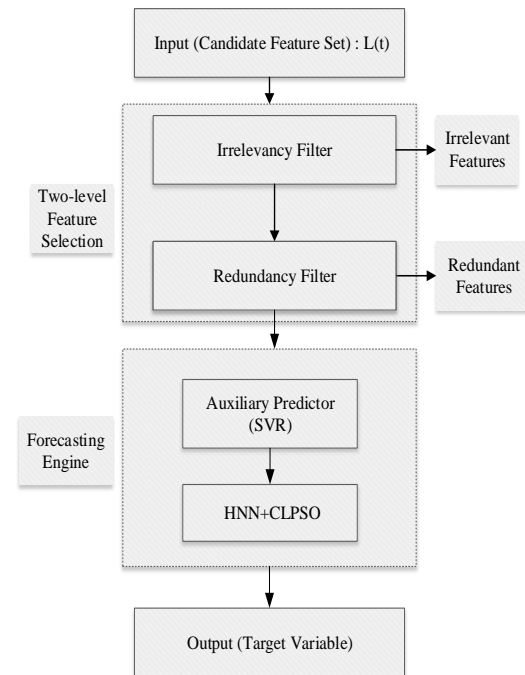 Input (Candidate Feature Set) : L(t)
Irrelevancy Filter
Irrelevant
Features
Two-level
Feature
Selection
Redundancy Filter
Redundant
Features
Auxiliary Predictor
(SVR)
Forecasting
Engine
HNN+CLPSO
Output (Target Variable)